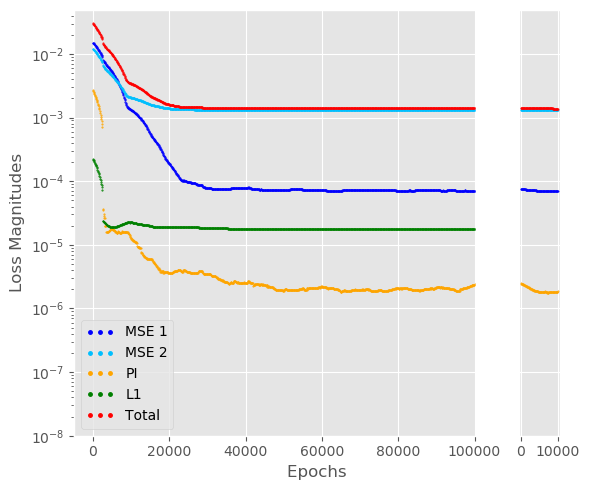 Loss Magnitudes
10⁻²
10⁻³
10⁻⁴
10⁻⁵
10⁻⁶
10⁻⁷
10⁻⁸
MSE 1
MSE 2
PI
L1
Total
0 20000 40000 60000 80000 100000 0 10000
Epochs